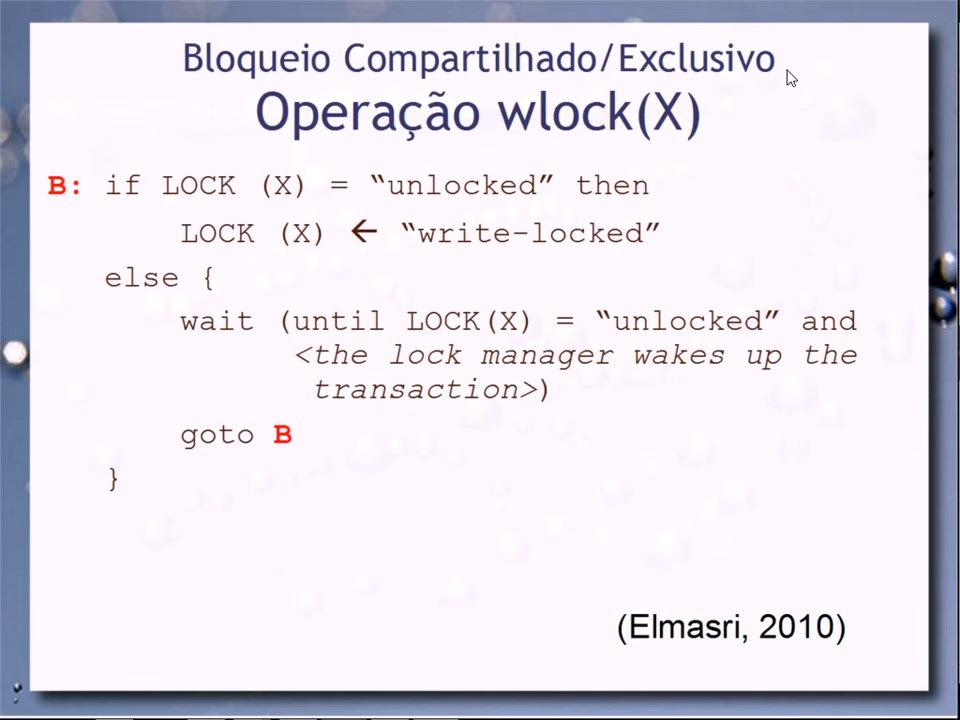 Bloqueio Compartilhado/Exclusivo
Operação wlock(X)
B: if LOCK (X) = “unlocked” then
LOCK (X) ← “write-locked”
else {
wait (until LOCK(X) = “unlocked” and
<the lock manager wakes up the
transaction>)
goto B
}
(Elmasri, 2010)